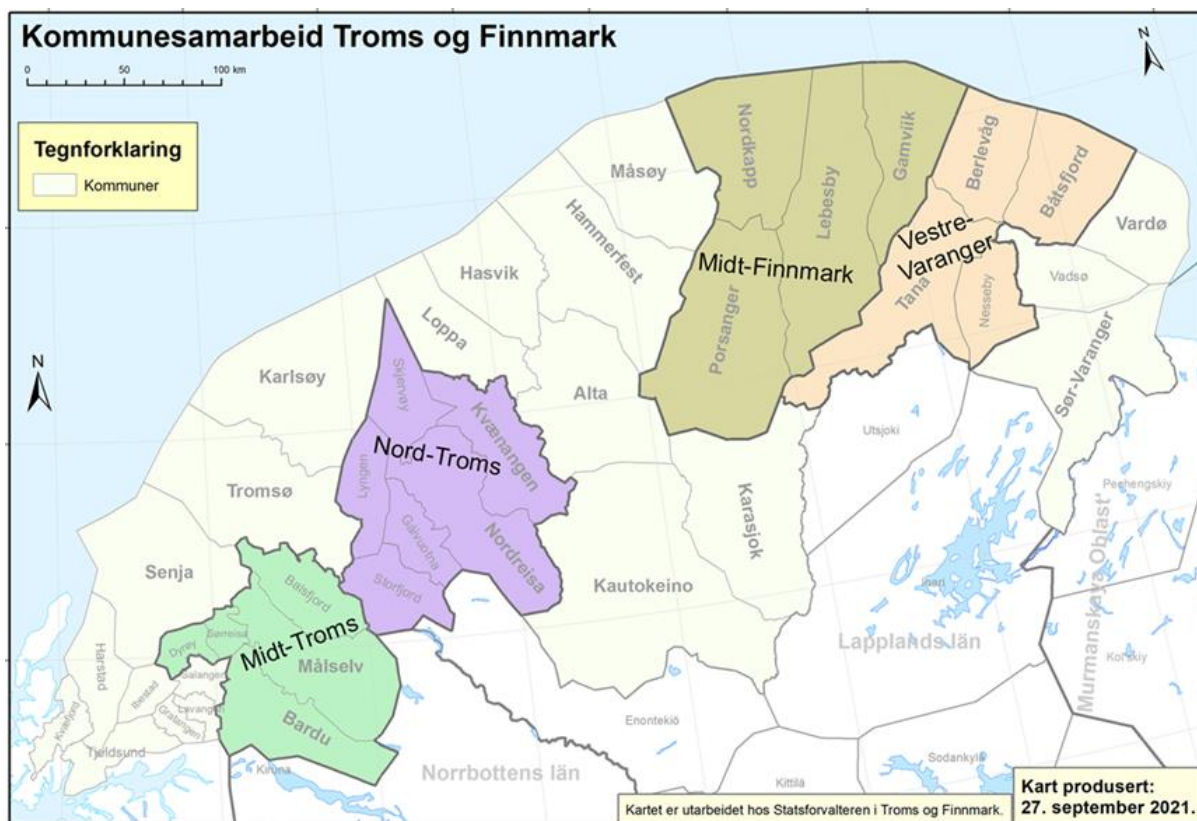 Kommunesamarbeid Troms og Finnmark
0 50 100 km
N
Tegnforklaring
Kommuner
N
Nordkapp
Lebesby
Gamviik
Berlevåg
Båtsfjord
Måsøy
Hammerfest
Hasvik
Loppa
Vardø
Vestre-
Varanger
Midt-Finnmark
Tana
Nesseby
Vadsø
Porsanger
Sør-Varanger
Karlsøy
Skjervøy
Alta
Kvænangen
Nord-Troms
Lyngen
Utsjoki
Tromsø
Karasjok
Pechengskiy
Gáivuotna
Nordreisa
Senja
Balsfjord
Storfjord
Kautokeino
Inari
Murmanskaya Oblast'
Sørreisa
Dyrøy
Midt-Troms
Målselv
Lapplands län
Kol'skiy
Harstad
Salangen
Ibestad
Lavangen
Gratangen
Kvæfjord
Bardu
Tjeldsund
Enontekiö
Kiruna
Norrbottens län
Sodankylä
Kittilä
Kartet er utarbeidet hos Statsforvalteren i Troms og Finnmark.
Kart produsert:
27. september 2021.